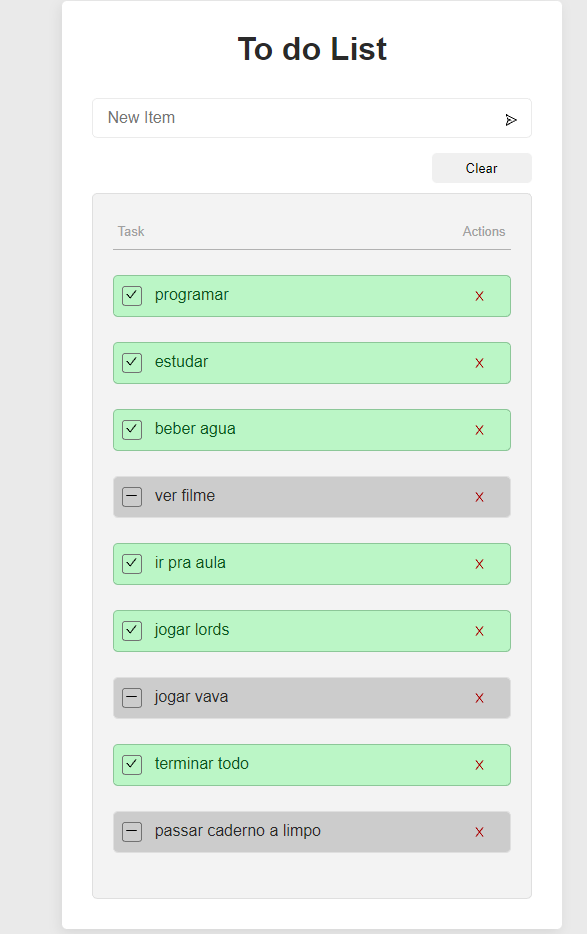 To do List
New Item
Clear
Task Actions
programar X
estudar X
beber agua X
ver filme X
ir pra aula X
jogar lords X
jogar vava X
terminar todo X
passar caderno a limpo X